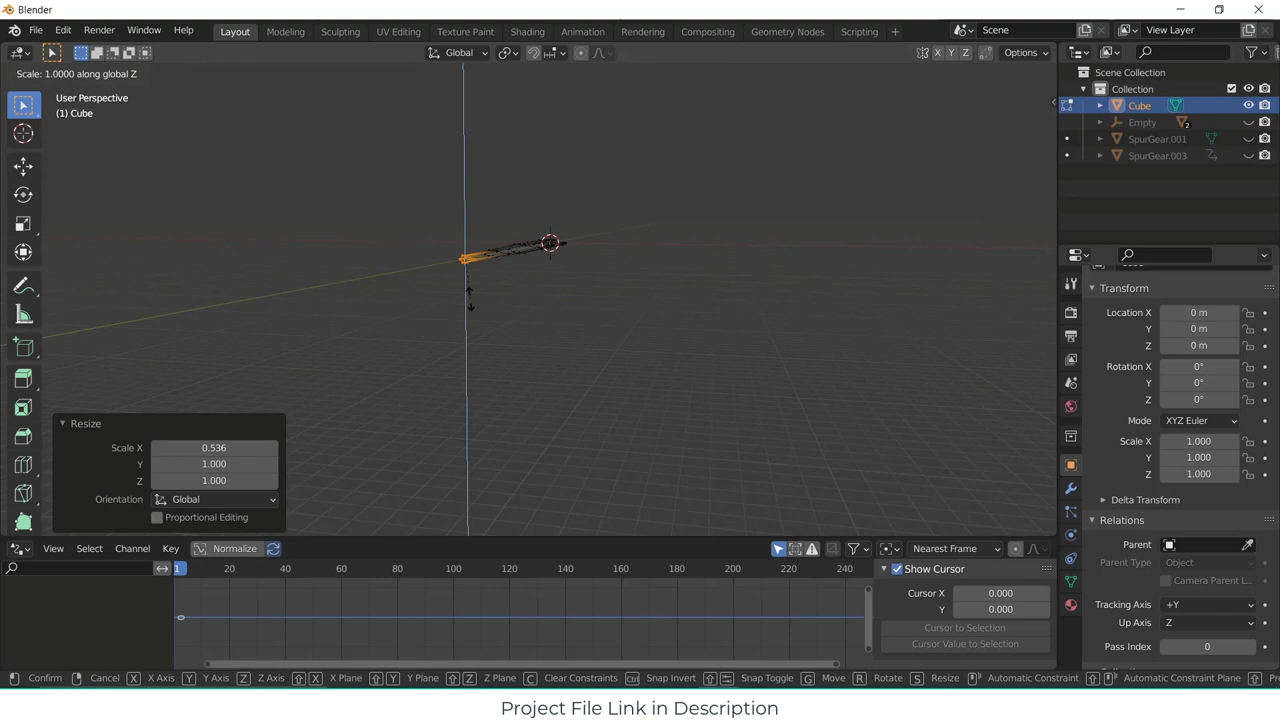 Blender
File Edit Render Window Help Layout Modeling Sculpting UV Editing Texture Paint Shading Animation Rendering Compositing Geometry Nodes Scripting + Scene View Layer
Global X Y Z Options
Scale: 1.0000 along global Z
User Perspective
(1) Cube
Scene Collection
Collection
Cube
Empty 2
SpurGear.001
SpurGear.003
Resize
Scale X 0.536
Y 1.000
Z 1.000
Orientation Global
Proportional Editing
Transform
Location X 0 m
Y 0 m
Z 0 m
Rotation X 0°
Y 0°
Z 0°
Mode XYZ Euler
Scale X 1.000
Y 1.000
Z 1.000
Delta Transform
Relations
Parent
Parent Type Object
Camera Parent L...
Tracking Axis +Y
Up Axis Z
Pass Index 0
View Select Channel Key Normalize Nearest Frame
1 20 40 60 80 100 120 140 160 180 200 220 240
Show Cursor
Cursor X 0.000
Y 0.000
Cursor to Selection
Cursor Value to Selection
Confirm Cancel X X Axis Y Y Axis Z Z Axis X X Plane Y Y Plane Z Z Plane C Clear Constraints Ctrl Snap Invert Snap Toggle G Move R Rotate S Resize Automatic Constraint Automatic Constraint Plane
Project File Link in Description